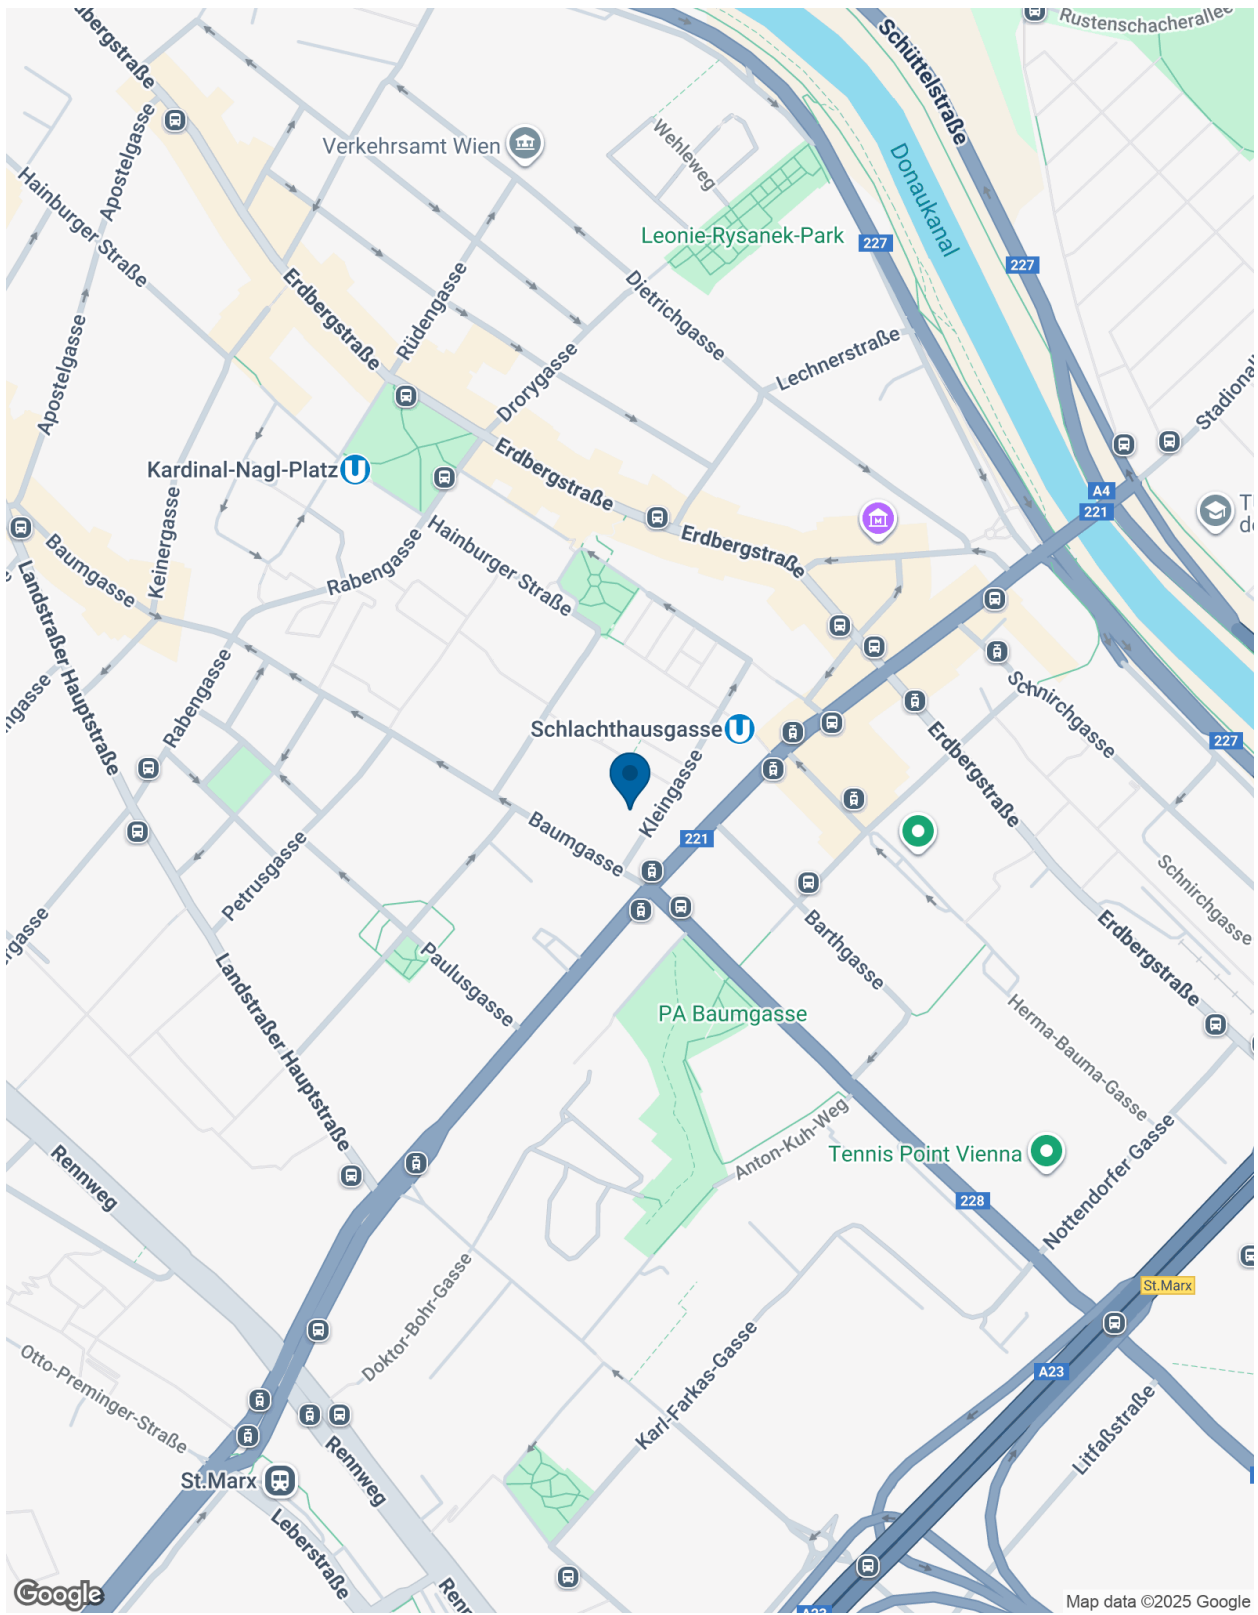 Erdbergstraße
Rustenschacherallee
Schüttelstraße
Apostelgasse
Verkehrsamt Wien
Wehleweg
Donaukanal
Hainburger Straße
Leonie-Rysanek-Park
227
227
Erdbergstraße
Rüdengasse
Dietrichgasse
Apostelgasse
Drorygasse
Lechnerstraße
Kardinal-Nagl-Platz
Erdbergstraße
A4
221
Keinergasse
Baumgasse
Hainburger Straße
Erdbergstraße
Rabengasse
Landstraßer Hauptstraße
Rabengasse
Schnirchgasse
Schlachthausgasse
227
Erdbergstraße
Kleingasse
221
Baumgasse
Petrusgasse
Schnirchgasse
Barthgasse
Erdbergstraße
Paulusgasse
Landstraßer Hauptstraße
PA Baumgasse
Herma-Bauma-Gasse
Anton-Kuh-Weg
Tennis Point Vienna
Rennweg
228
Nottendorfer Gasse
St.Marx
Doktor-Bohr-Gasse
Otto-Preminger-Straße
A23
Karl-Farkas-Gasse
Litfaßstraße
Rennweg
St.Marx
Leberstraße
Google
Map data ©2025 Google
A23